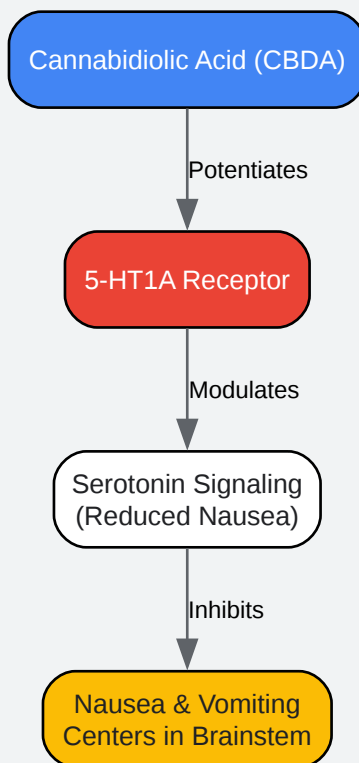 Cannabidiolic Acid (CBDA)
Potentiates
5-HT1A Receptor
Modulates
Serotonin Signaling
(Reduced Nausea)
Inhibits
Nausea & Vomiting
Centers in Brainstem